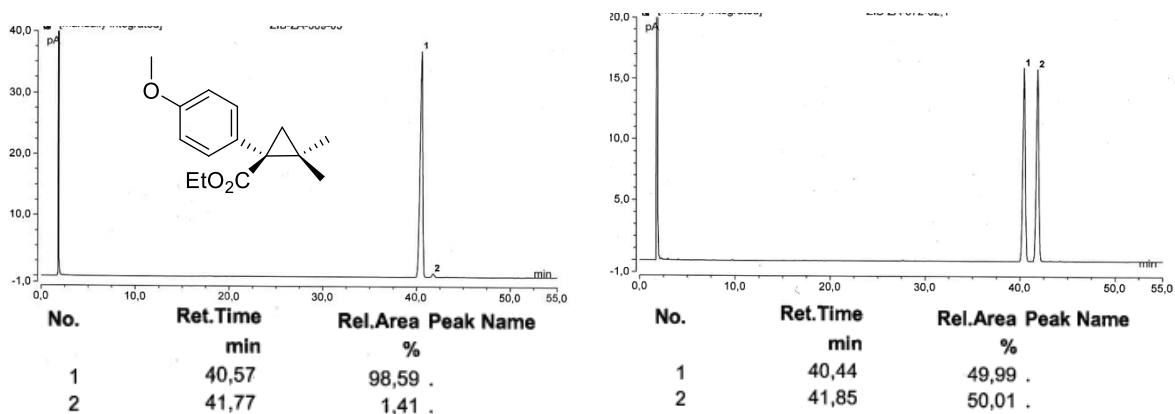 40,0
pA
30,0
20,0
10,0
-1,0
1
2
O
EtO₂C
min
0,0 10,0 20,0 30,0 40,0 55,0
No. Ret.Time Rel.Area Peak Name
min %
1 40,57 98,59 .
2 41,77 1,41 .
20,0
pA
15,0
10,0
5,0
-1,0
1 2
min
0,0 10,0 20,0 30,0 40,0 55,0
No. Ret.Time Rel.Area Peak Name
min %
1 40,44 49,99 .
2 41,85 50,01 .